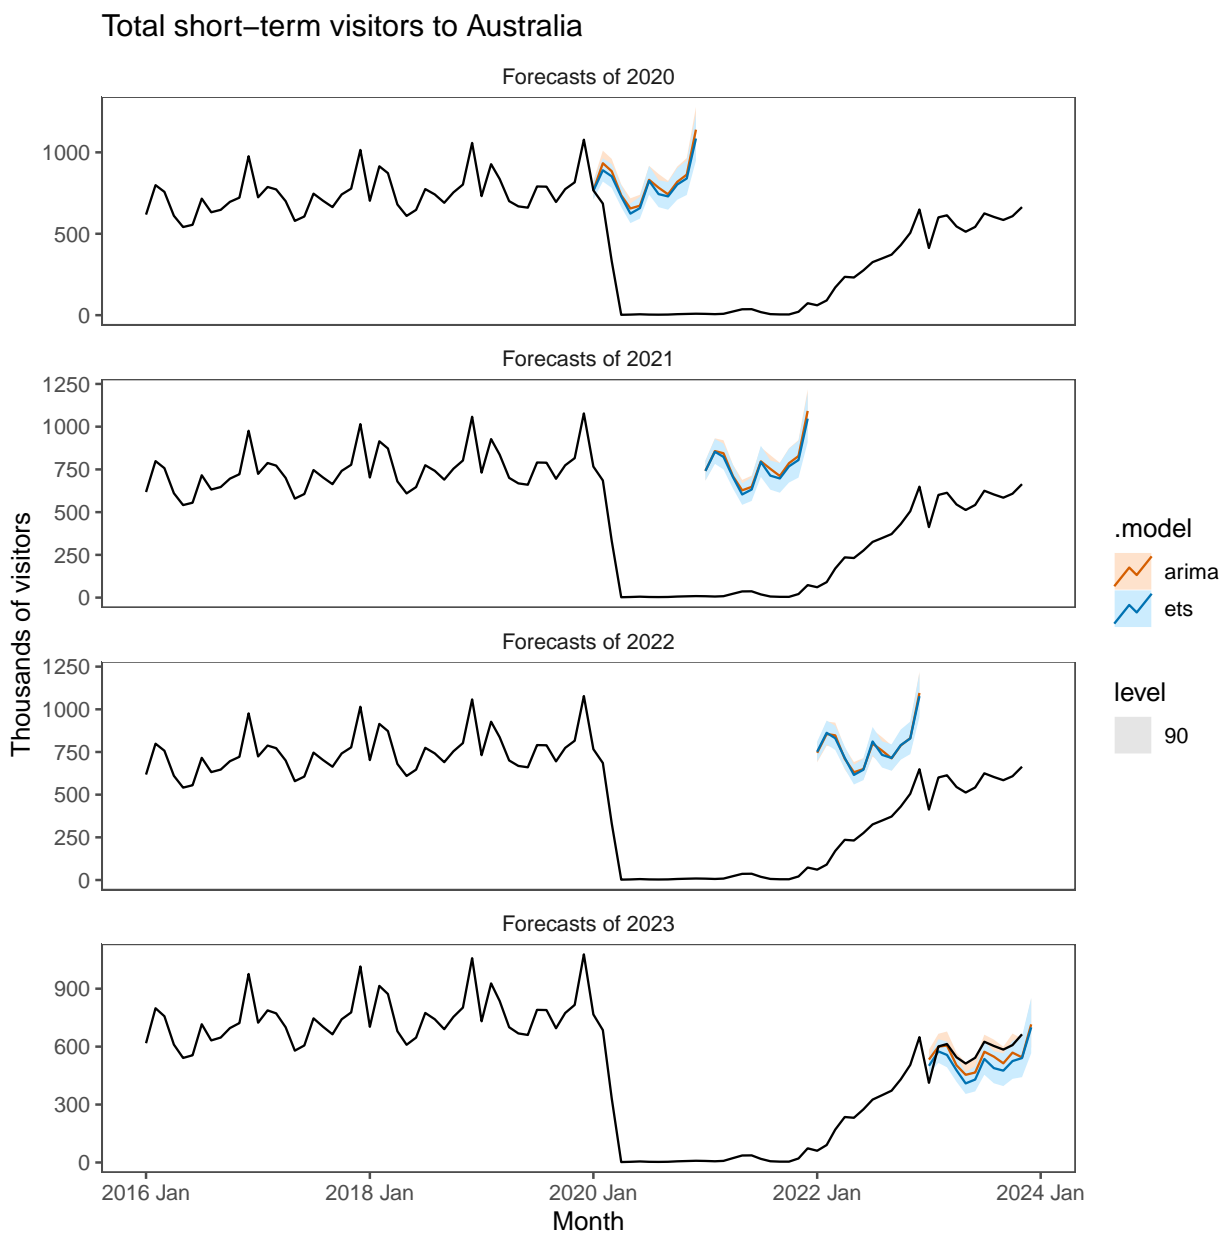 Total short−term visitors to Australia
Forecasts of 2020
1000
500
0
Forecasts of 2021
1250
1000
750
500
250
0
Forecasts of 2022
1250
1000
750
500
250
0
Forecasts of 2023
900
600
300
0
2016 Jan
2018 Jan
2020 Jan
2022 Jan
2024 Jan
Month
Thousands of visitors
.model
arima
ets
level
90